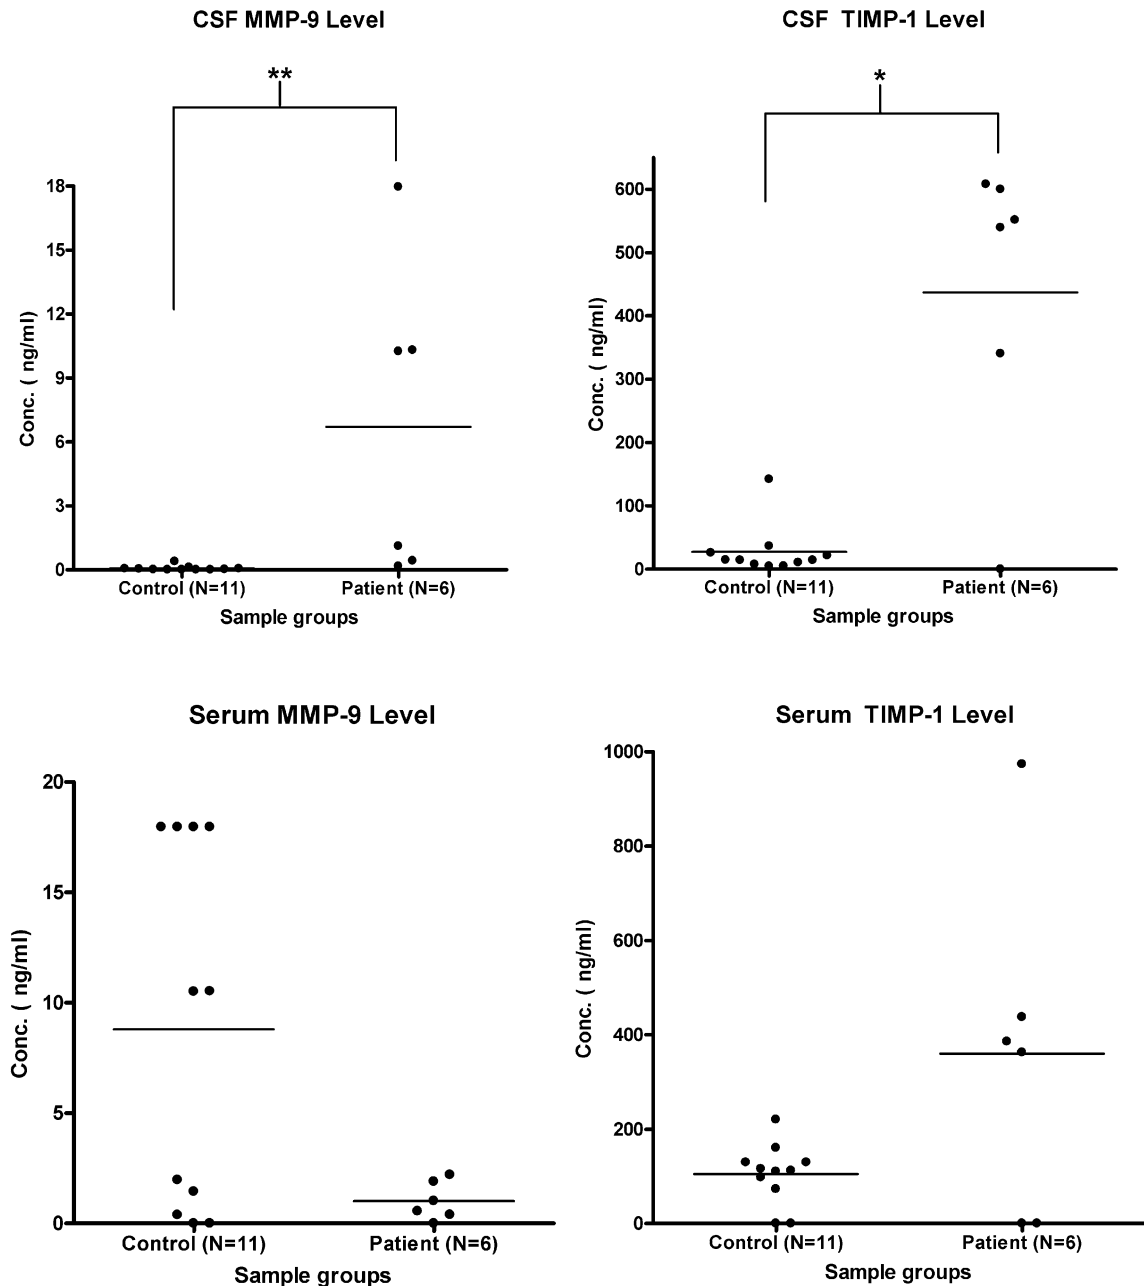 CSF MMP-9 Level
**
18
15
12
9
6
3
0
Conc. ( ng/ml)
Control (N=11) Patient (N=6)
Sample groups
CSF TIMP-1 Level
*
600
500
400
300
200
100
0
Conc. ( ng/ml)
Control (N=11) Patient (N=6)
Sample groups
Serum MMP-9 Level
20
15
10
5
0
Conc. ( ng/ml)
Control (N=11) Patient (N=6)
Sample groups
Serum TIMP-1 Level
1000
800
600
400
200
0
Conc. ( ng/ml)
Control (N=11) Patient (N=6)
Sample groups